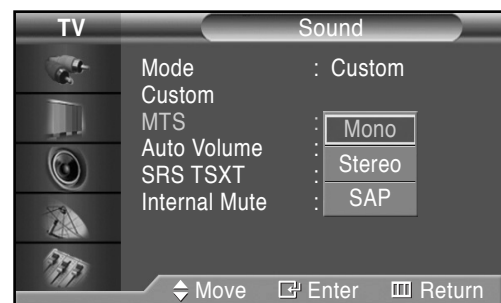 TV Sound
Mode : Custom
Custom
MTS : Mono
Auto Volume : Stereo
SRS TSXT : SAP
Internal Mute :
Move Enter Return